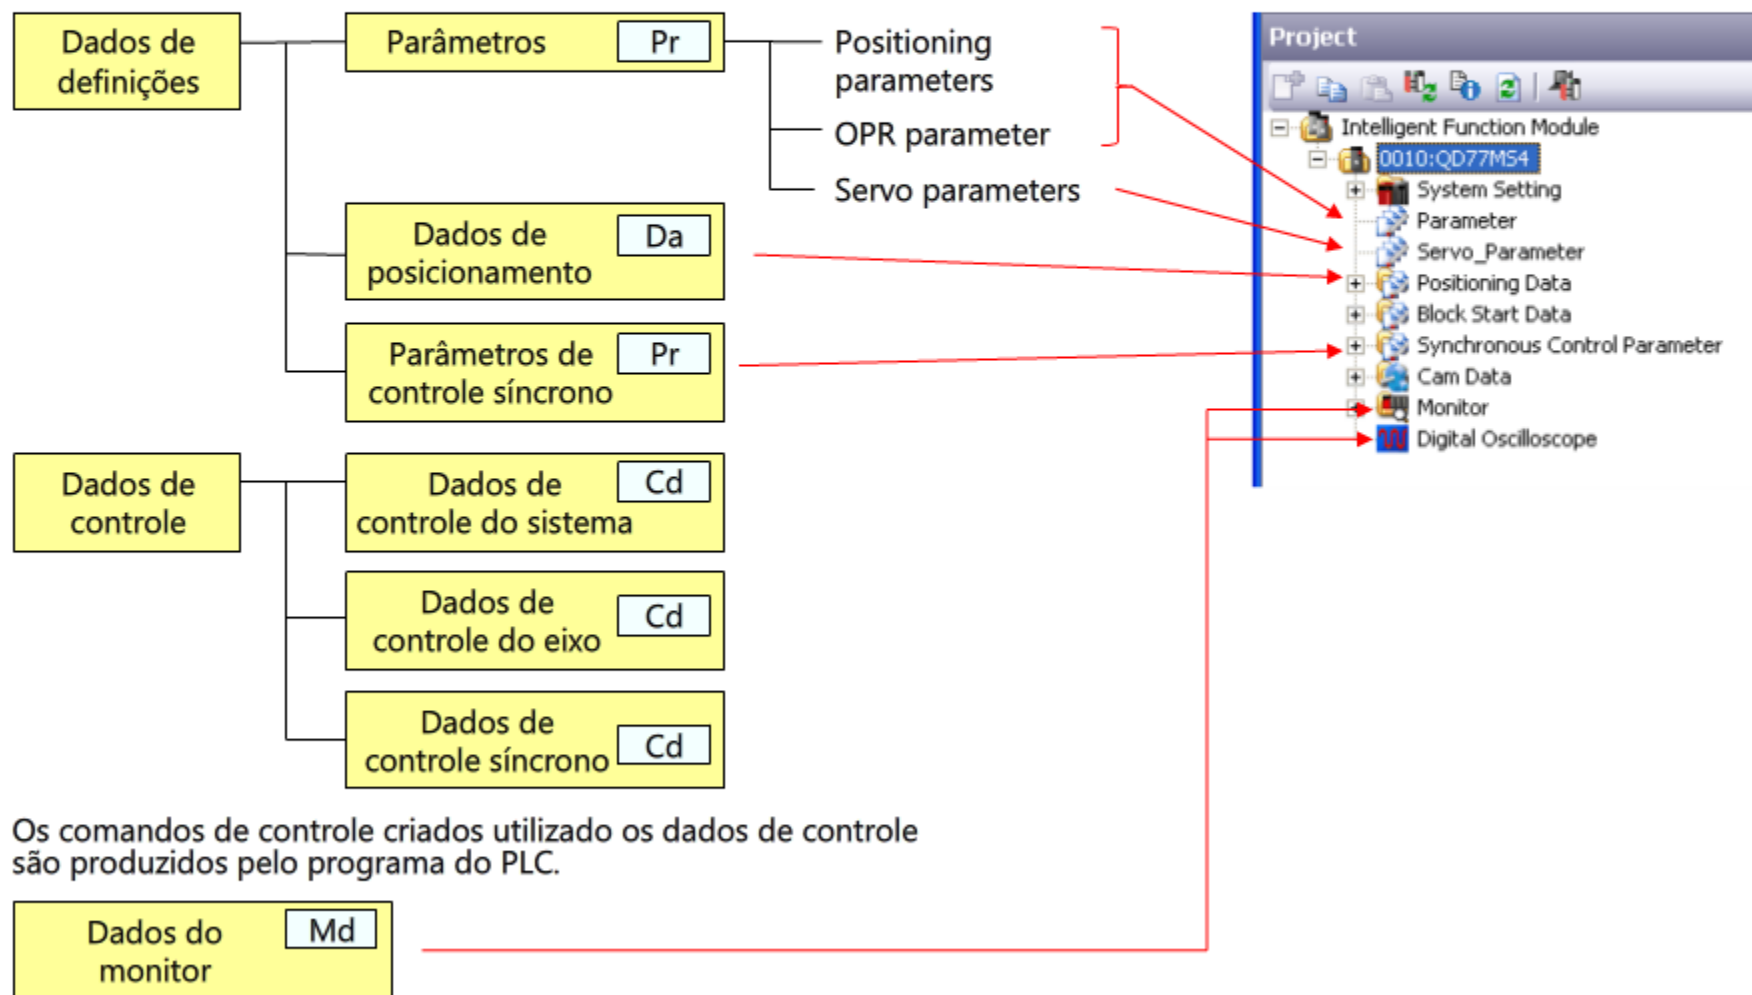 Dados de
definições
Parâmetros
Pr
Positioning
parameters
OPR parameter
Servo parameters
Dados de
posicionamento
Da
Parâmetros de
controle síncrono
Pr
Dados de
controle
Dados de
controle do sistema
Cd
Dados de
controle do eixo
Cd
Dados de
controle síncrono
Cd
Os comandos de controle criados utilizado os dados de controle
são produzidos pelo programa do PLC.
Dados do
monitor
Md
Project
Intelligent Function Module
0010:QD77MS4
System Setting
Parameter
Servo_Parameter
Positioning Data
Block Start Data
Synchronous Control Parameter
Cam Data
Monitor
Digital Oscilloscope